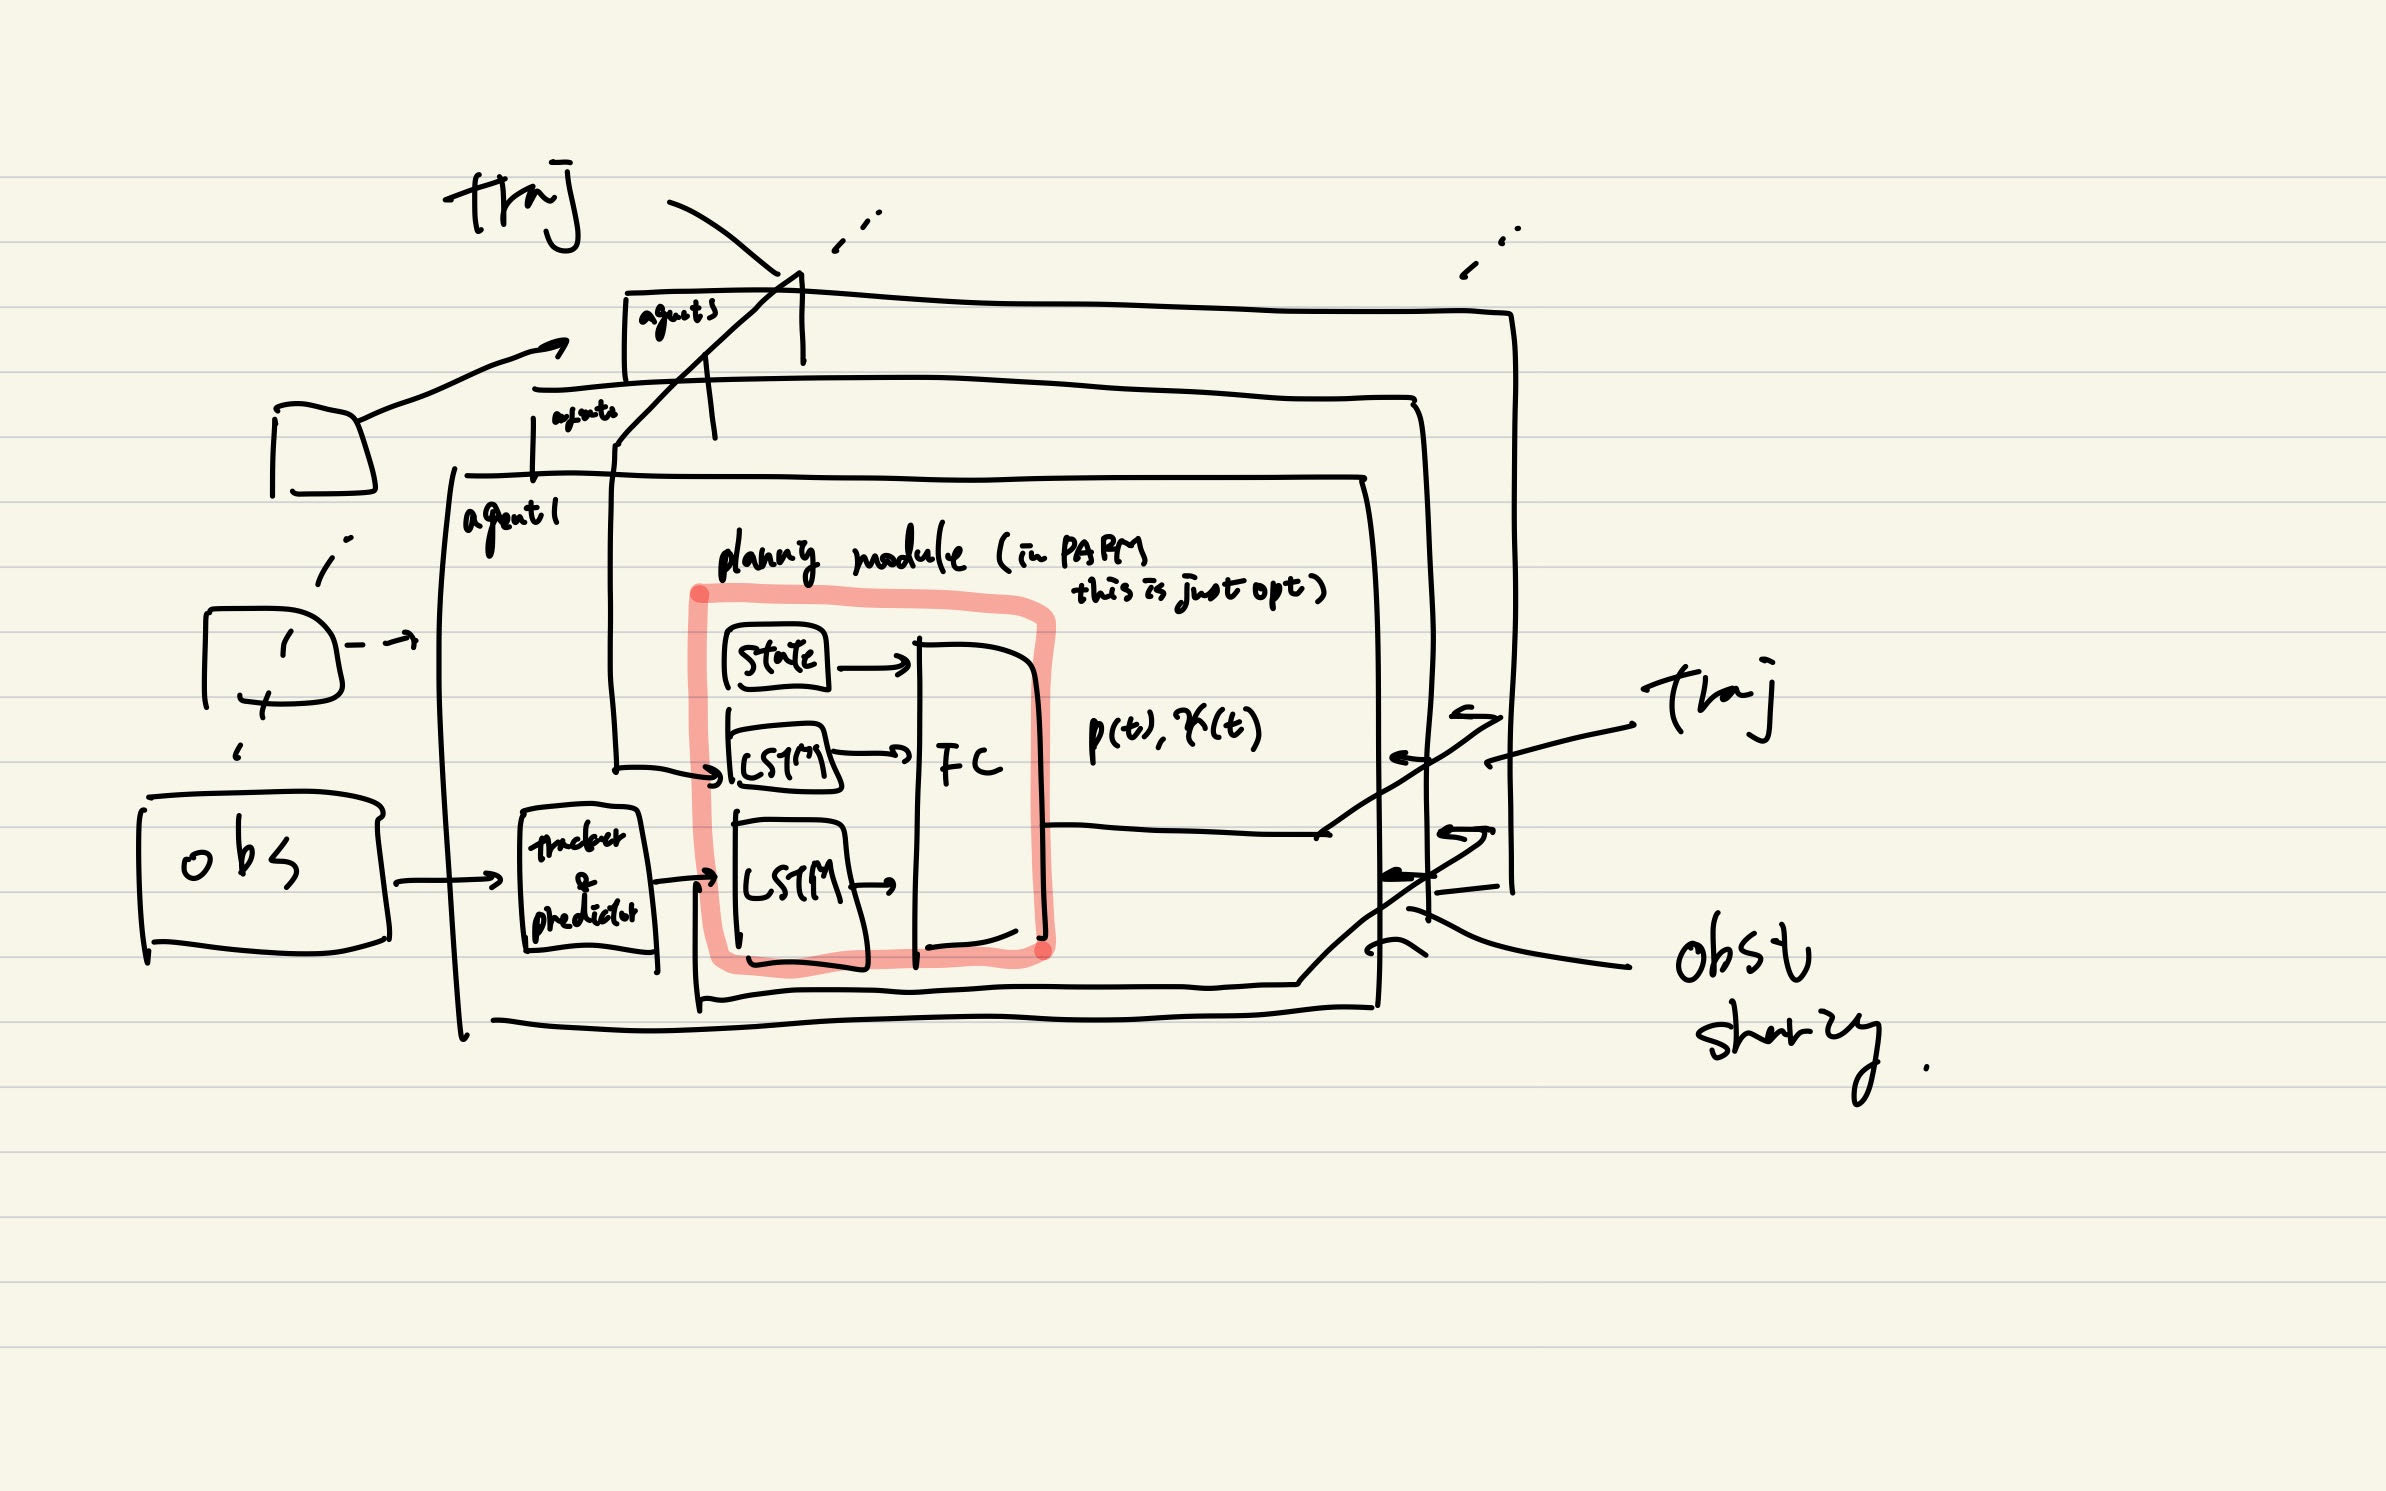 Traj
agent3
agent2
agent1
planning module (in PARM
this is just opt)
state
LSTM
FC
p(t),
Traj
obs
tracker
&
predictor
LSTM
obst
sharing.